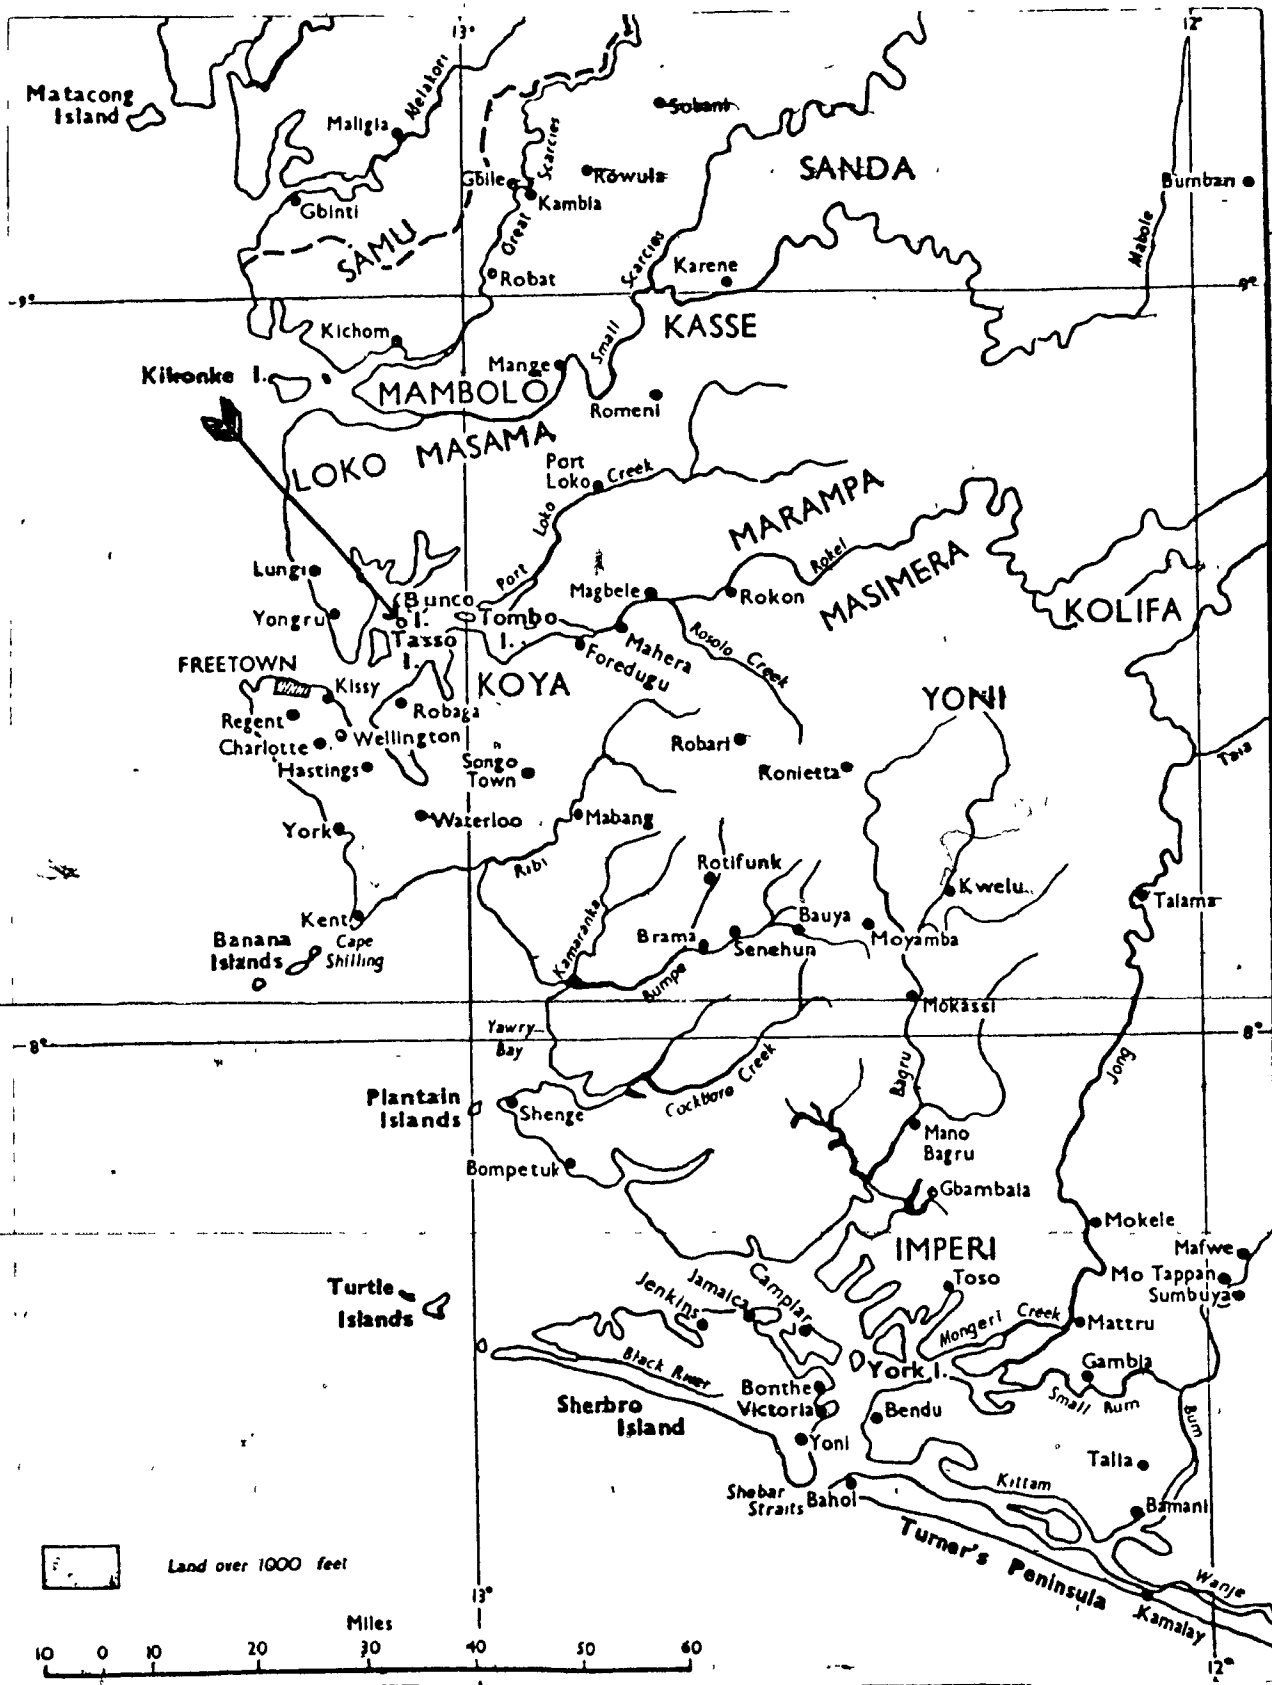 13°
12°
Matacong
Island
Melakori
Maligia
Scarcies
Sobani
Rowula
SANDA
Bumban
Gbile
Kambia
Gbinti
Great
SAMU
Mabole
Scarcies
Karene
Robat
9°
9°
Kichom
Small
KASSE
Mange
Kikonke I.
MAMBOLO
Romeni
LOKO MASAMA
Port
Loko
Creek
Loko
MARAMPA
Port
Rokel
MASIMERA
Lungi
Bunce
I.
Magbele
Rokon
Yongru
Tombo
I.
KOLIFA
Tasso
I.
Mahera
Rosolo Creek
Foredugu
FREETOWN
Kissy
KOYA
YONI
Regent
Robaga
Charlotte
Wellington
Robari
Taia
Hastings
Songo
Town
Ronietta
York
Waterloo
Mabang
Ribi
Rotifunk
Kwelu
Taiama
Kent
Kamaranka
Bauya
Banana
Islands
Cape
Shilling
Brama
Senehun
Moyamba
Bumpe
Mokassi
Yawry
Bay
8°
8°
Bagru
Jong
Cockboro Creek
Plantain
Islands
Shenge
Mano
Bagru
Bompetuk
Gbambaia
Mokele
IMPERI
Mafwe
Toso
Mo Tappan
Sumbuya
Turtle
Islands
Jenkins
Jamaica
Camplar
Mongeri Creek
Mattru
Black River
York I.
Gambia
Bonthe
Victoria
Small Bum
Bum
Sherbro
Island
Bendu
Yoni
Talia
Kittam
Shebar
Straits
Bahol
Bamani
Turner's Peninsula
Wanje
Kamalay
Land over 1000 feet
13°
12°
Miles
10 0 10 20 30 40 50 60